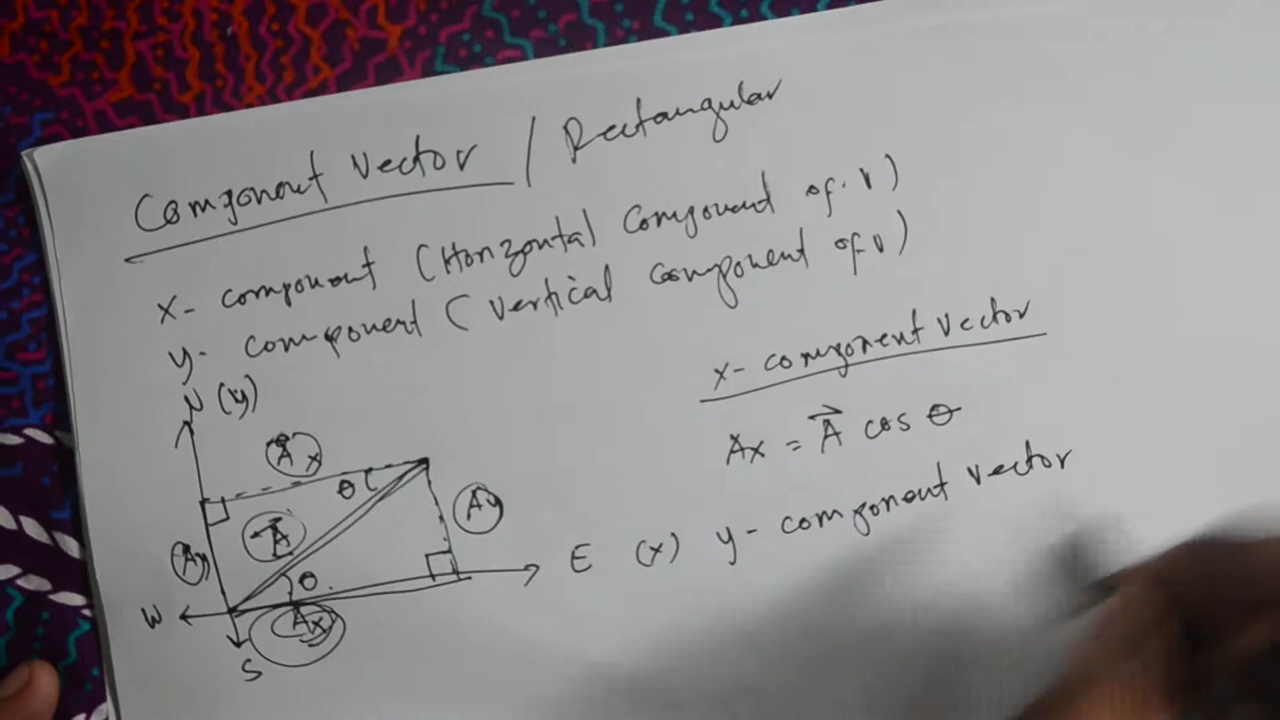 Component Vector / Rectangular
x- component (Horizontal component of v)
y- component (vertical component of v)
N (y)
Ax
θ
A
Ay
Ay
θ
Ax
W
S
E (x)
x- component vector
Ax = A⃗ cos θ
y- component vector